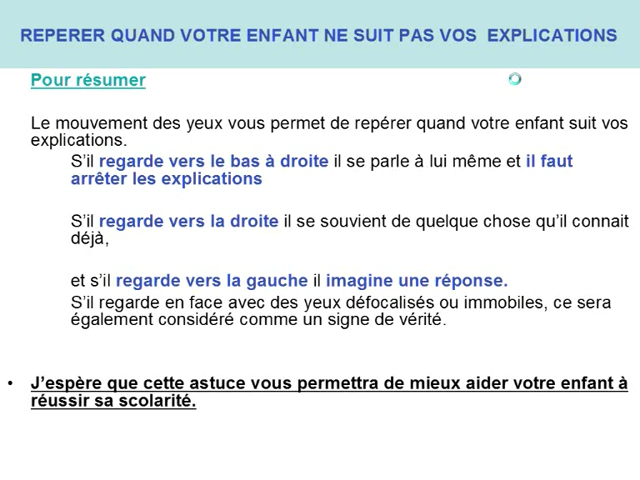 REPERER QUAND VOTRE ENFANT NE SUIT PAS VOS EXPLICATIONS
Pour résumer
Le mouvement des yeux vous permet de repérer quand votre enfant suit vos
explications.
S'il regarde vers le bas à droite il se parle à lui même et il faut
arrêter les explications
S'il regarde vers la droite il se souvient de quelque chose qu'il connait
déjà,
et s'il regarde vers la gauche il imagine une réponse.
S'il regarde en face avec des yeux défocalisés ou immobiles, ce sera
également considéré comme un signe de vérité.
• J'espère que cette astuce vous permettra de mieux aider votre enfant à
réussir sa scolarité.